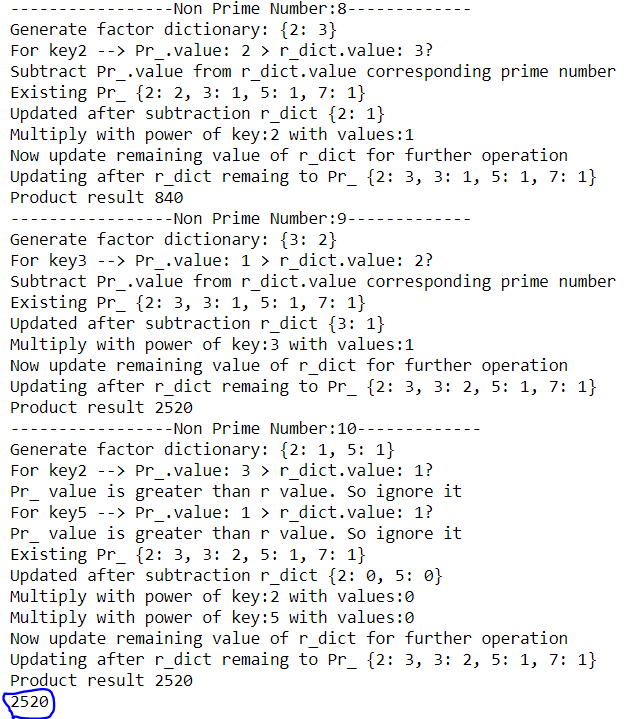 -----------------Non Prime Number:8-------------
Generate factor dictionary: {2: 3}
For key2 --> Pr_.value: 2 > r_dict.value: 3?
Subtract Pr_.value from r_dict.value corresponding prime number
Existing Pr_ {2: 2, 3: 1, 5: 1, 7: 1}
Updated after subtraction r_dict {2: 1}
Multiply with power of key:2 with values:1
Now update remaining value of r_dict for further operation
Updating after r_dict remaing to Pr_ {2: 3, 3: 1, 5: 1, 7: 1}
Product result 840
-----------------Non Prime Number:9-------------
Generate factor dictionary: {3: 2}
For key3 --> Pr_.value: 1 > r_dict.value: 2?
Subtract Pr_.value from r_dict.value corresponding prime number
Existing Pr_ {2: 3, 3: 1, 5: 1, 7: 1}
Updated after subtraction r_dict {3: 1}
Multiply with power of key:3 with values:1
Now update remaining value of r_dict for further operation
Updating after r_dict remaing to Pr_ {2: 3, 3: 2, 5: 1, 7: 1}
Product result 2520
-----------------Non Prime Number:10-------------
Generate factor dictionary: {2: 1, 5: 1}
For key2 --> Pr_.value: 3 > r_dict.value: 1?
Pr_ value is greater than r value. So ignore it
For key5 --> Pr_.value: 1 > r_dict.value: 1?
Pr_ value is greater than r value. So ignore it
Existing Pr_ {2: 3, 3: 2, 5: 1, 7: 1}
Updated after subtraction r_dict {2: 0, 5: 0}
Multiply with power of key:2 with values:0
Multiply with power of key:5 with values:0
Now update remaining value of r_dict for further operation
Updating after r_dict remaing to Pr_ {2: 3, 3: 2, 5: 1, 7: 1}
Product result 2520
2520